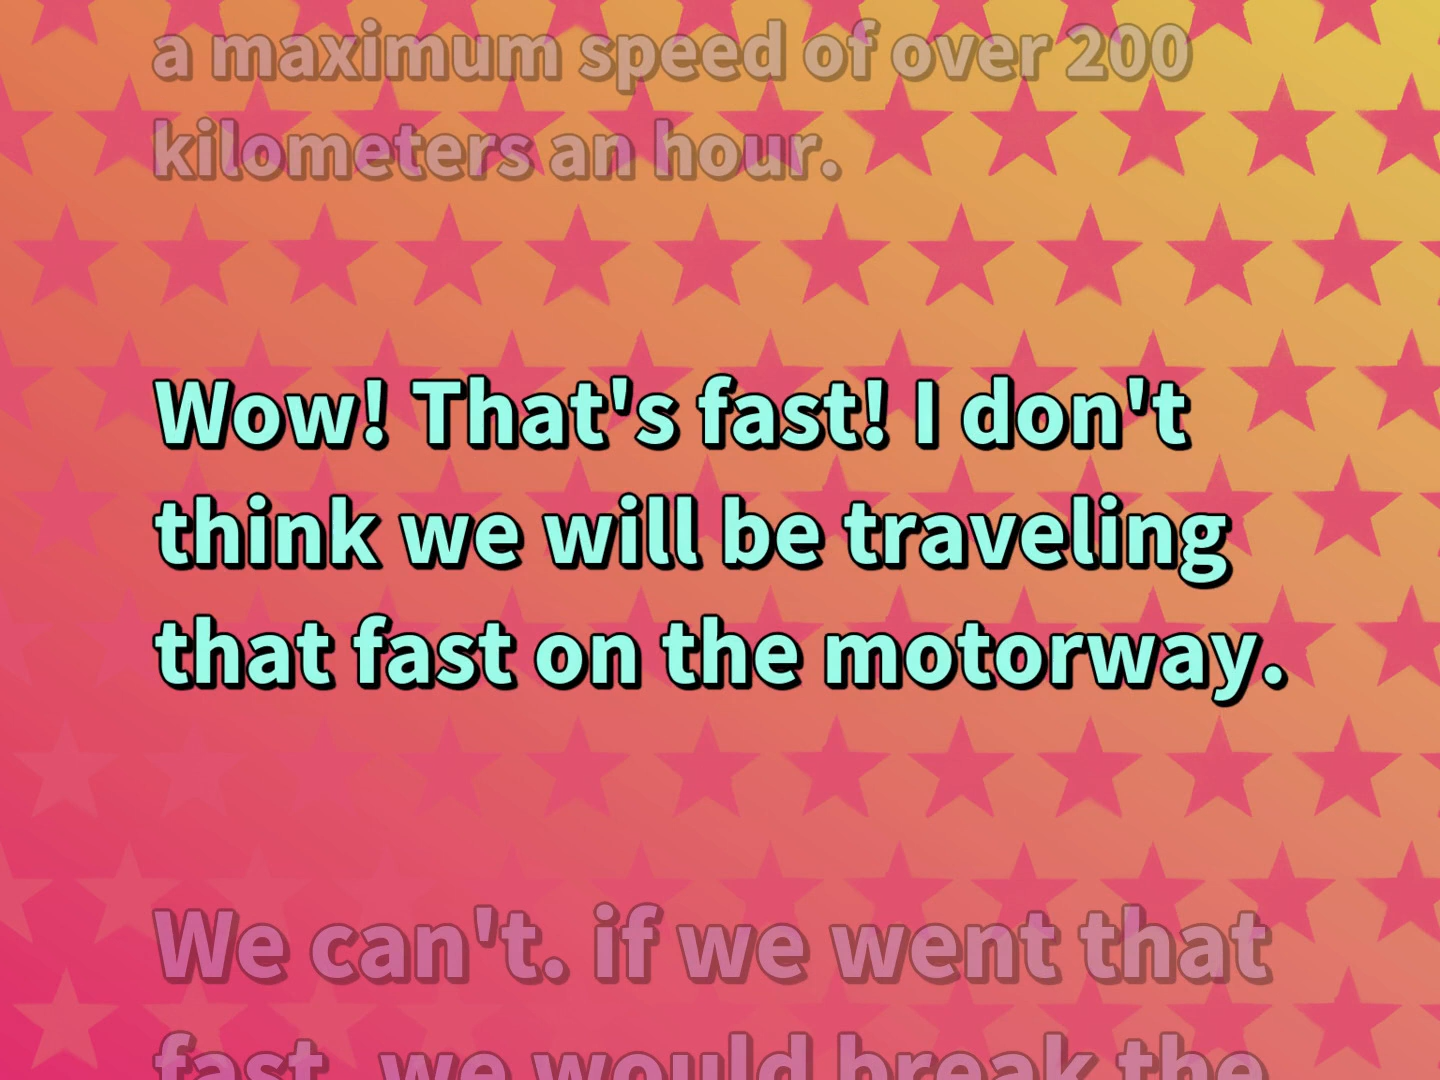 a maximum speed of over 200
kilometers an hour.
Wow! That's fast! I don't
think we will be traveling
that fast on the motorway.
We can't. if we went that
fast, we would break the